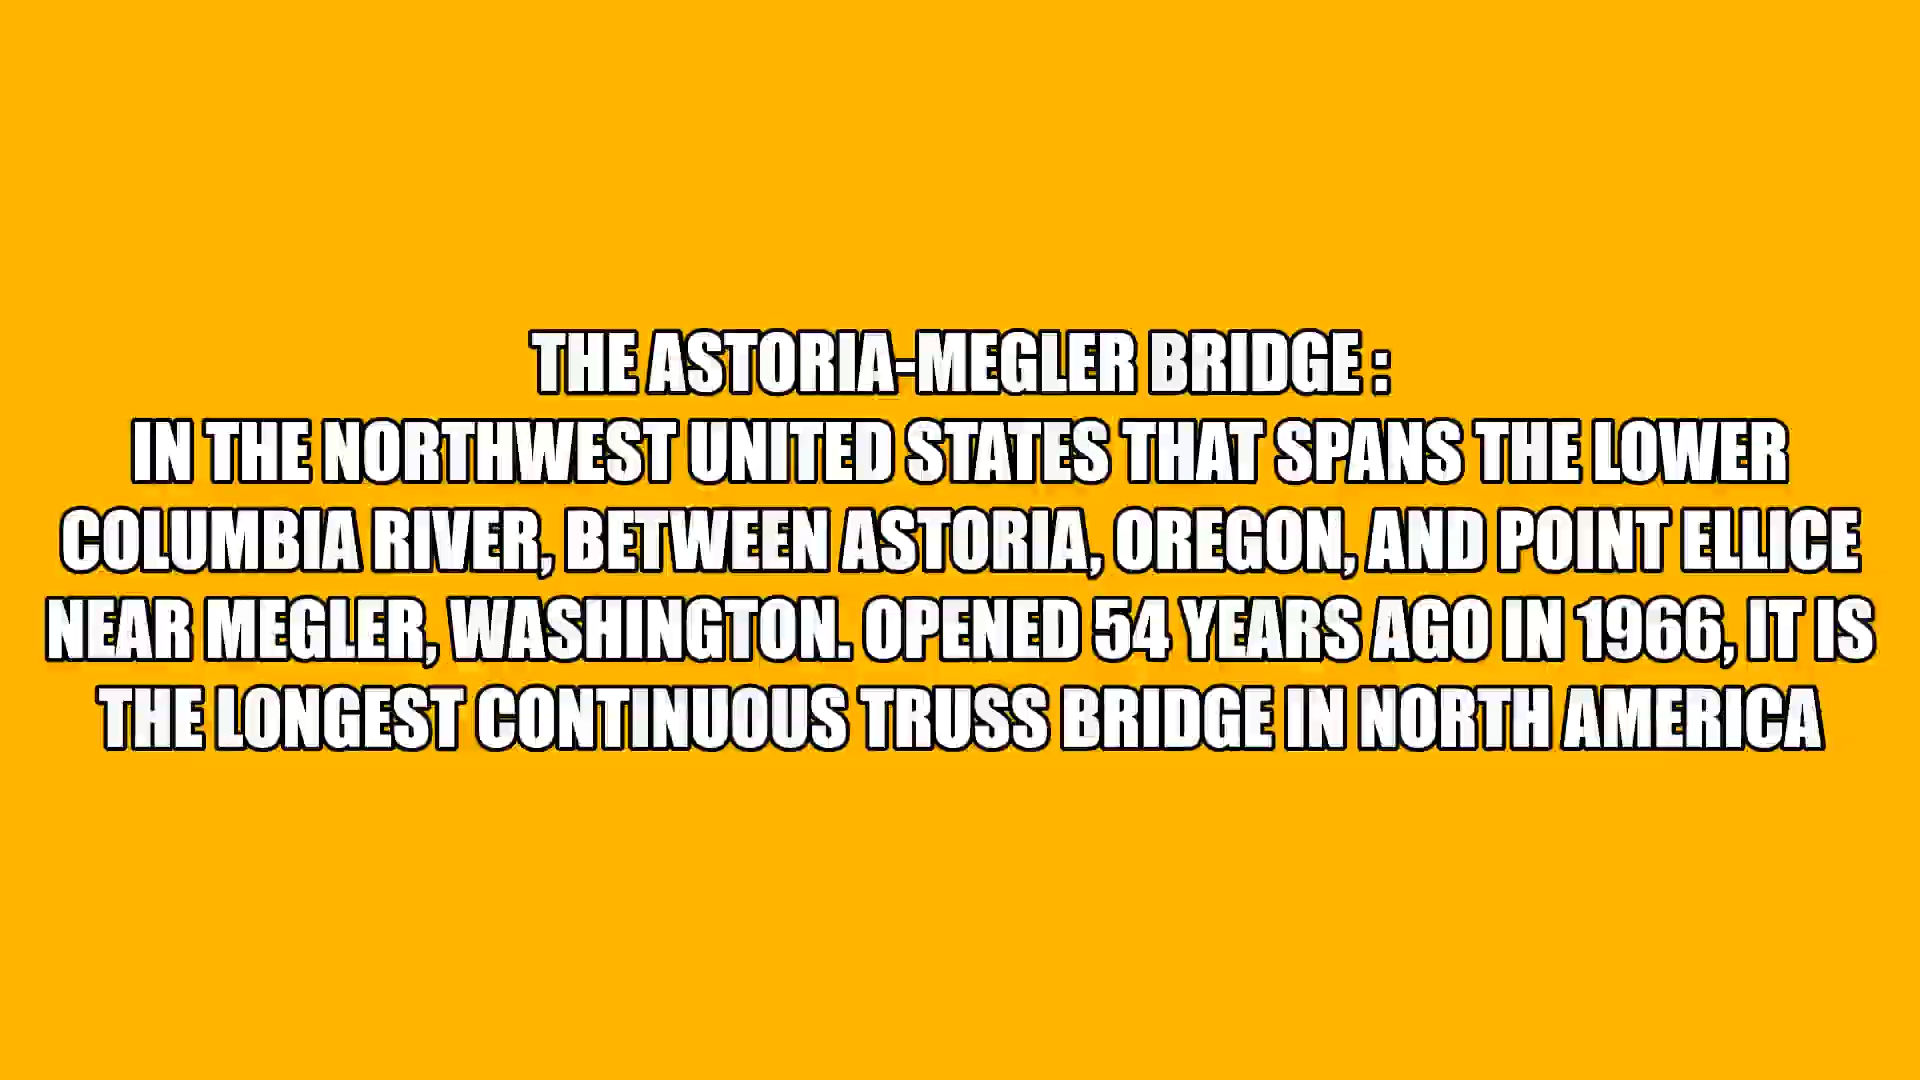 THE ASTORIA-MEGLER BRIDGE :
IN THE NORTHWEST UNITED STATES THAT SPANS THE LOWER
COLUMBIA RIVER, BETWEEN ASTORIA, OREGON, AND POINT ELLICE
NEAR MEGLER, WASHINGTON. OPENED 54 YEARS AGO IN 1966, IT IS
THE LONGEST CONTINUOUS TRUSS BRIDGE IN NORTH AMERICA